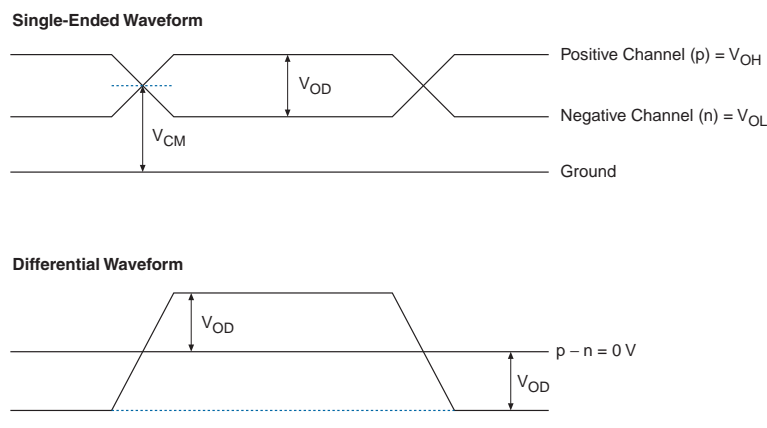 Single-Ended Waveform
Positive Channel (p) = VOH
VOD
Negative Channel (n) = VOL
VCM
Ground
Differential Waveform
VOD
p − n = 0 V
VOD